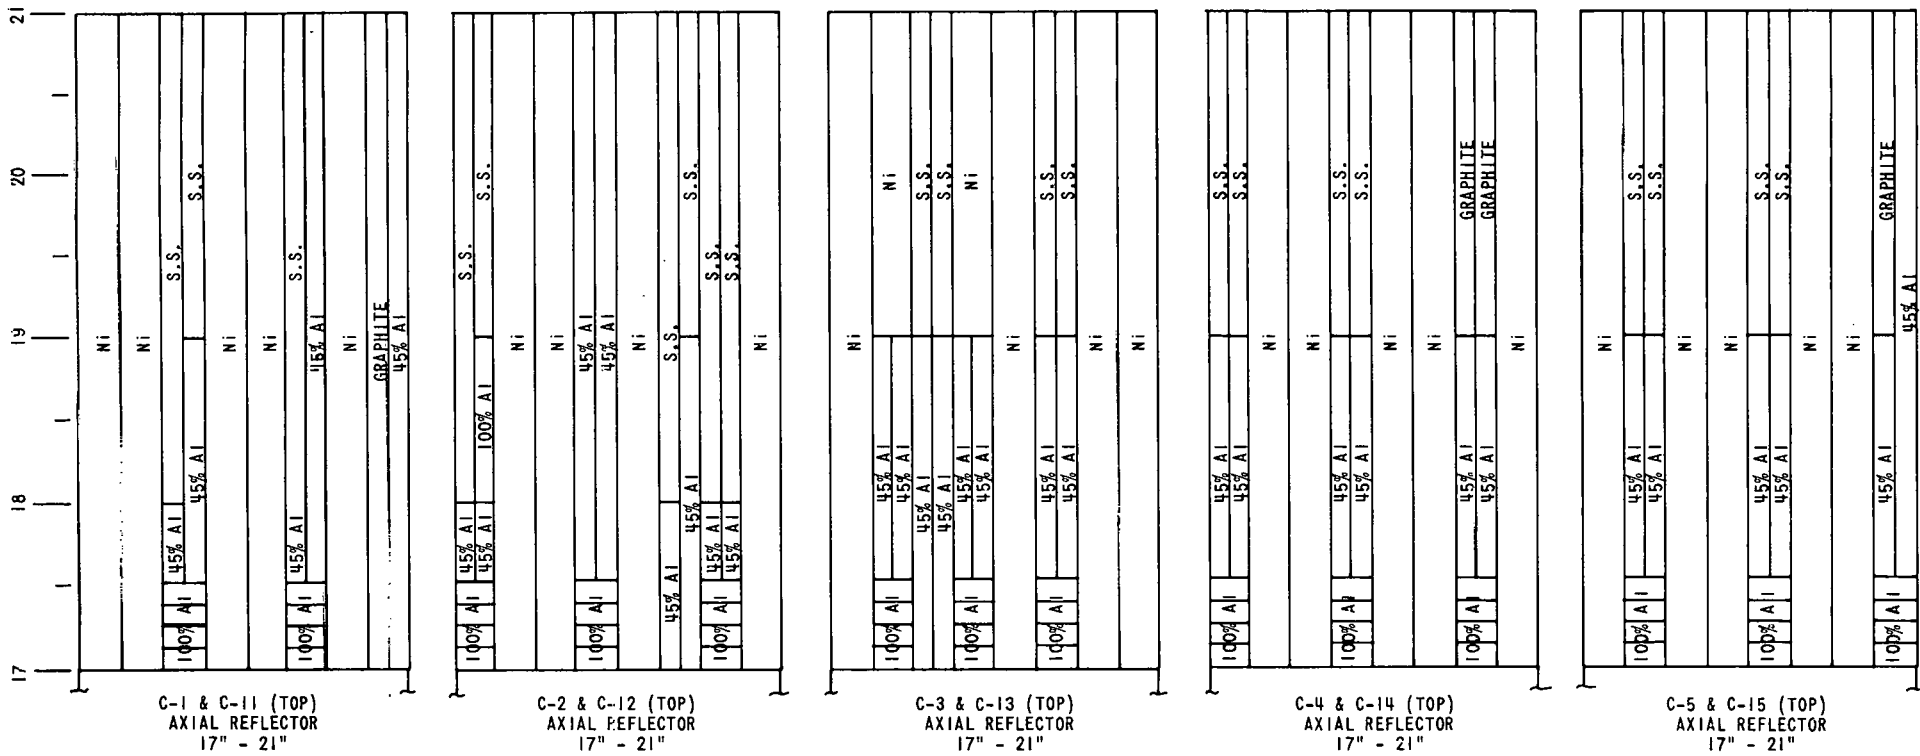 21
20
19
18
17
Ni
Ni
S.S.
45% Al
S.S.
45% Al
100% Al
Ni
Ni
S.S.
45% Al
45% Al
100% Al
Ni
GRAPHITE
45% Al
C-1 & C-11 (TOP)
AXIAL REFLECTOR
17" - 21"
S.S.
45% Al
S.S.
100% Al
45% Al
100% Al
Ni
Ni
45% Al
45% Al
100% Al
Ni
S.S.
45% Al
S.S.
45% Al
S.S.
S.S.
45% Al
45% Al
100% Al
Ni
C-2 & C-12 (TOP)
AXIAL REFLECTOR
17" - 21"
Ni
Ni
45% Al
45% Al
100% Al
S.S.
S.S.
45% Al
45% Al
Ni
45% Al
45% Al
100% Al
Ni
S.S.
S.S.
45% Al
45% Al
100% Al
Ni
Ni
C-3 & C-13 (TOP)
AXIAL REFLECTOR
17" - 21"
S.S.
S.S.
45% Al
45% Al
100% Al
Ni
Ni
S.S.
S.S.
45% Al
45% Al
100% Al
Ni
Ni
GRAPHITE
GRAPHITE
45% Al
45% Al
100% Al
Ni
C-4 & C-14 (TOP)
AXIAL REFLECTOR
17" - 21"
Ni
S.S.
S.S.
45% Al
45% Al
100% Al
Ni
Ni
S.S.
S.S.
45% Al
45% Al
100% Al
Ni
Ni
GRAPHITE
45% Al
100% Al
45% Al
C-5 & C-15 (TOP)
AXIAL REFLECTOR
17" - 21"